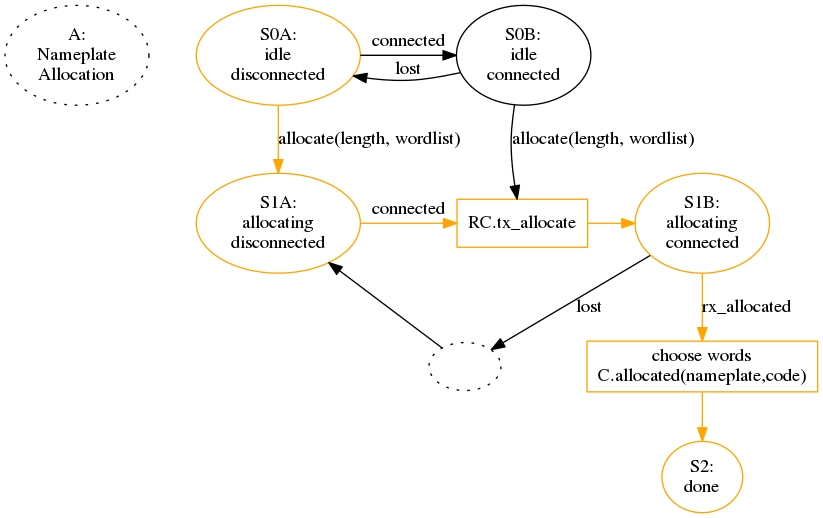 A:
Nameplate
Allocation
S0A:
idle
disconnected
connected
lost
S0B:
idle
connected
allocate(length, wordlist)
allocate(length, wordlist)
S1A:
allocating
disconnected
connected
RC.tx_allocate
S1B:
allocating
connected
lost
rx_allocated
choose words
C.allocated(nameplate,code)
S2:
done